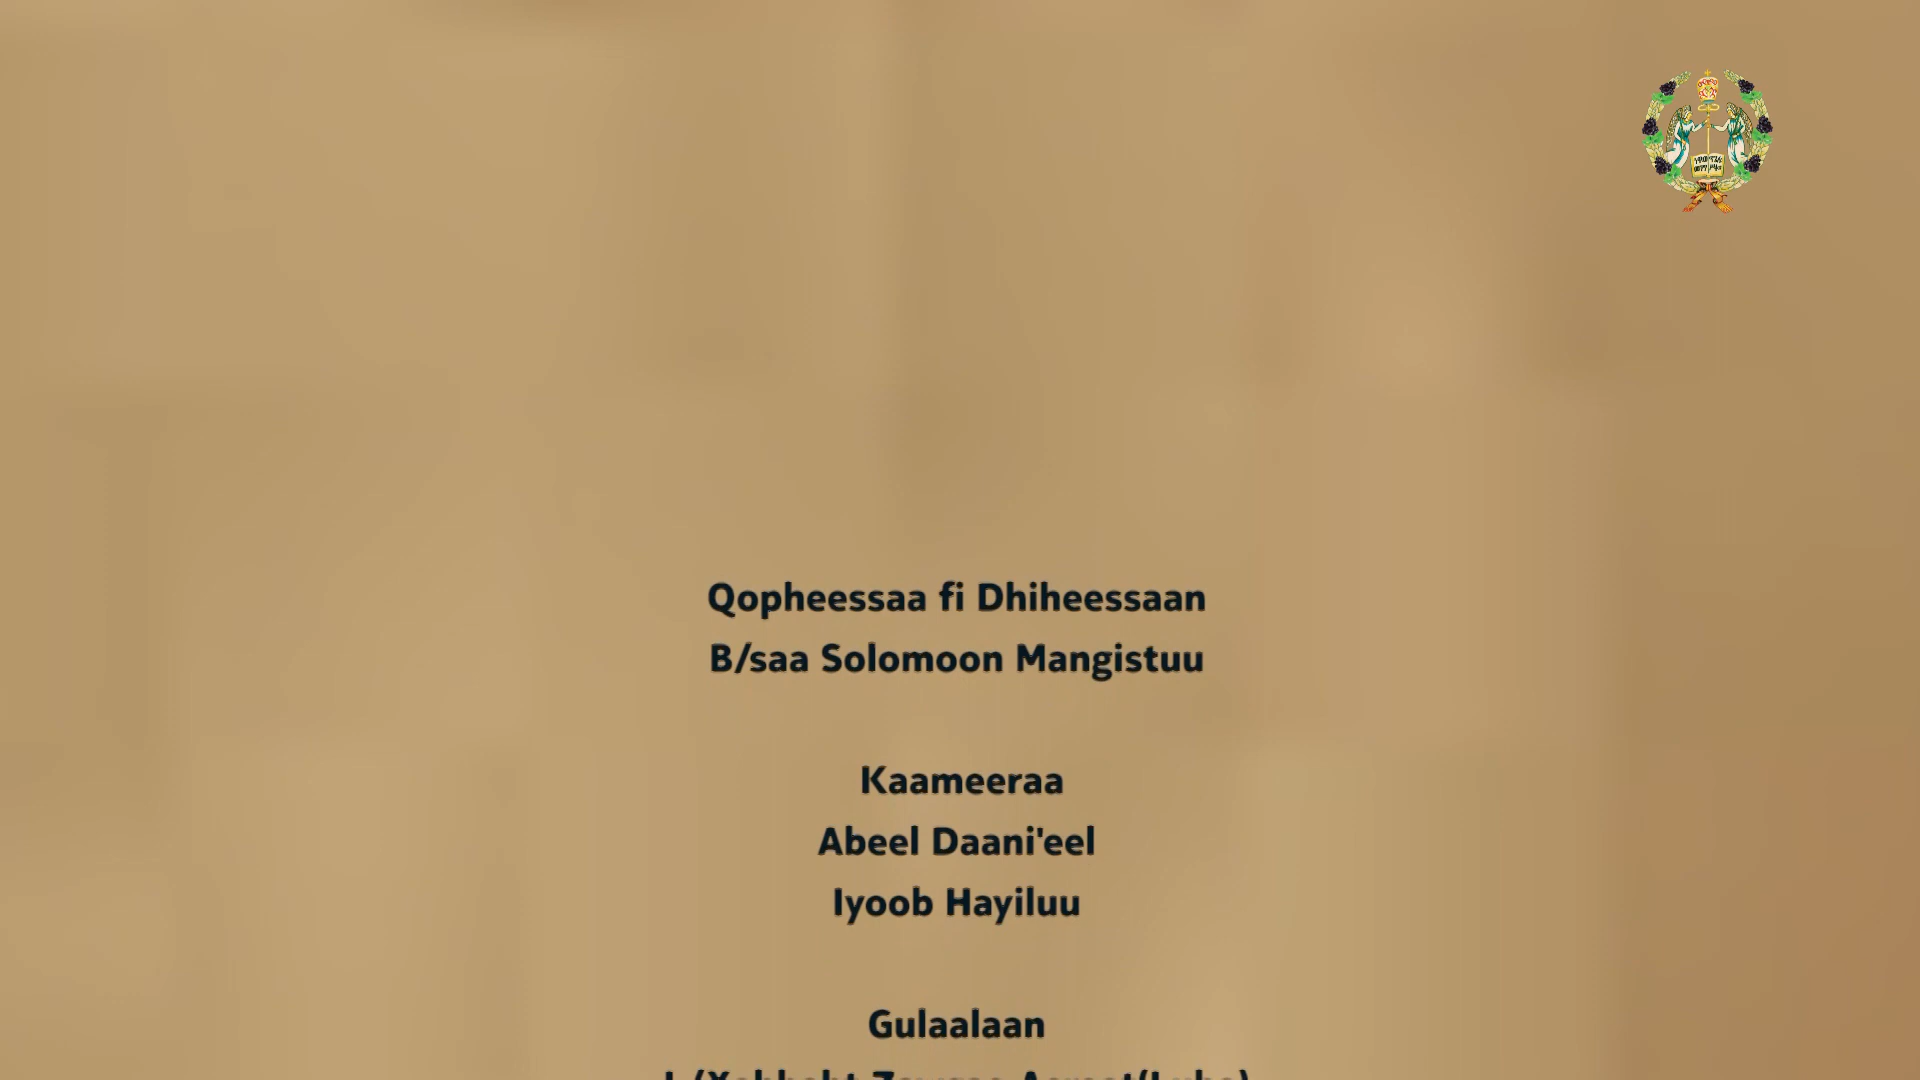 Qopheessaa fi Dhiheessaan
B/saa Solomoon Mangistuu
Kaameeraa
Abeel Daani'eel
Iyoob Hayiluu
Gulaalaan